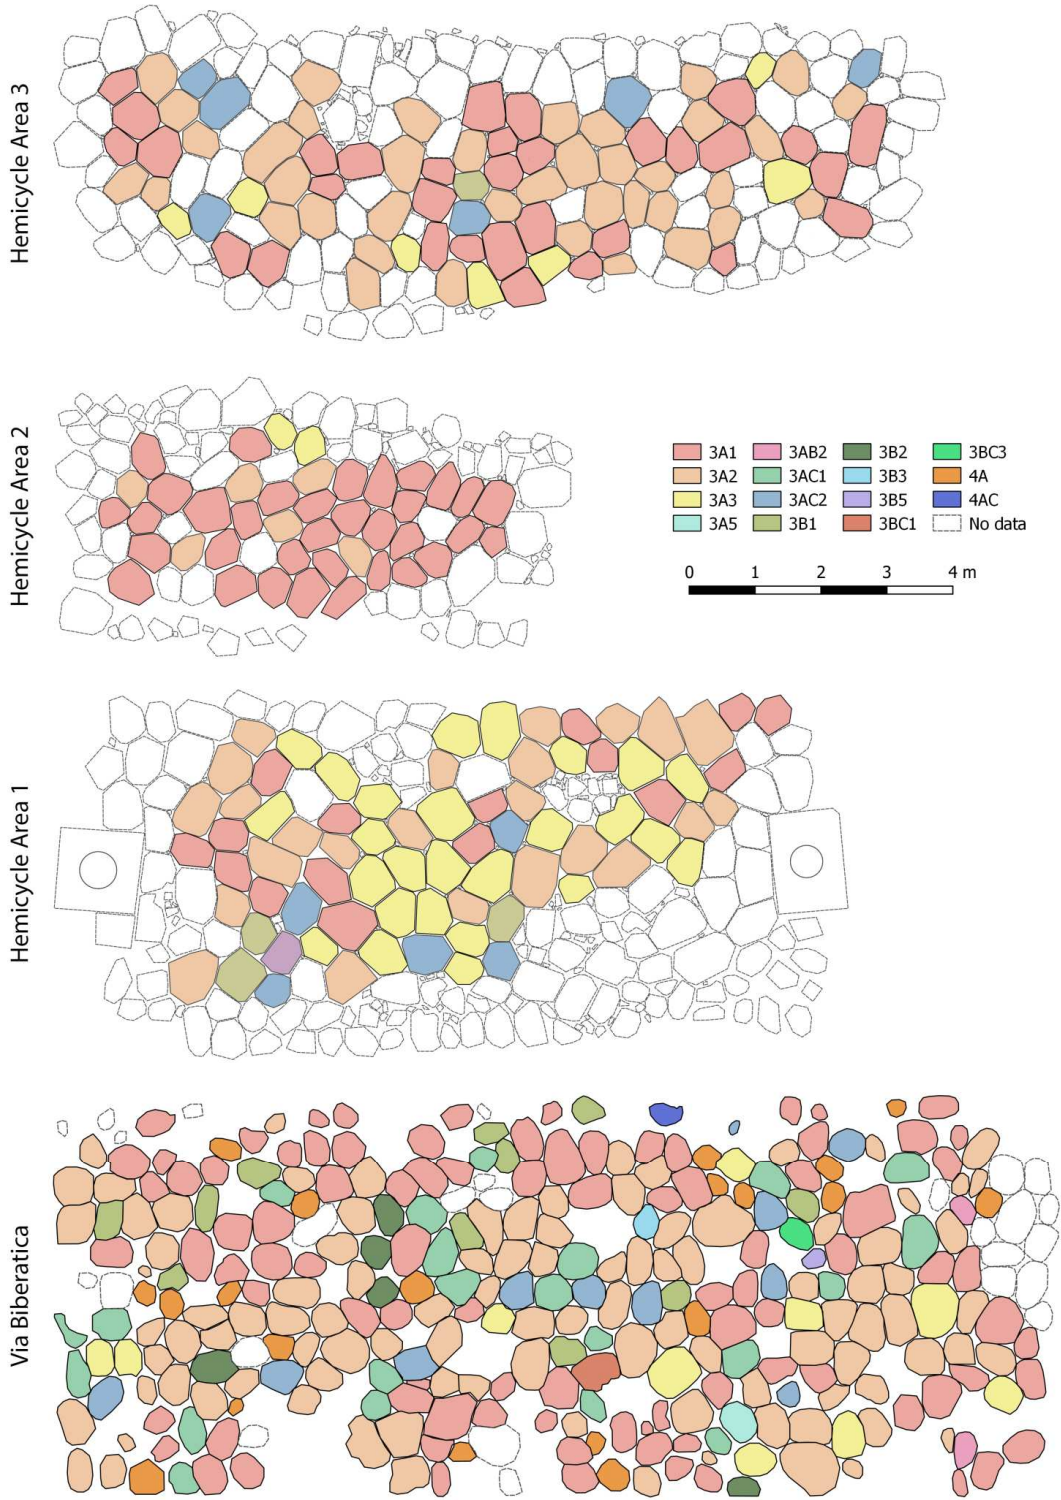 Hemicycle Area 3
Hemicycle Area 2
3A1 3AB2 3B2 3BC3
3A2 3AC1 3B3 4A
3A3 3AC2 3B5 4AC
3A5 3B1 3BC1 No data
0 1 2 3 4 m
Hemicycle Area 1
Via Biberatica